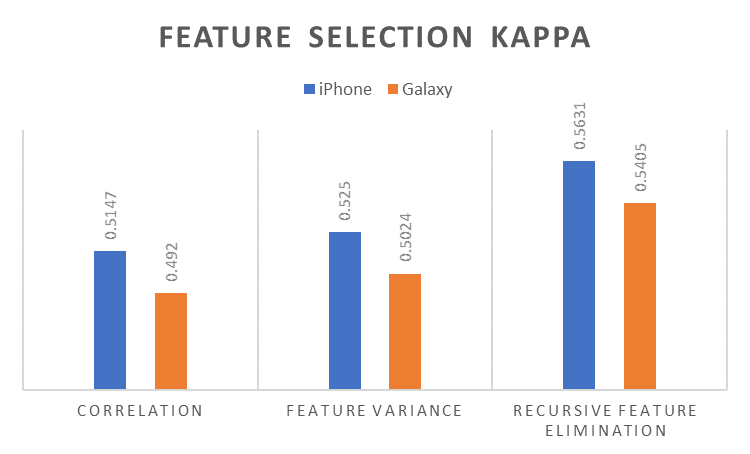 FEATURE SELECTION KAPPA
iPhone Galaxy
0.5147
0.492
0.525
0.5024
0.5631
0.5405
CORRELATION
FEATURE VARIANCE
RECURSIVE FEATURE
ELIMINATION